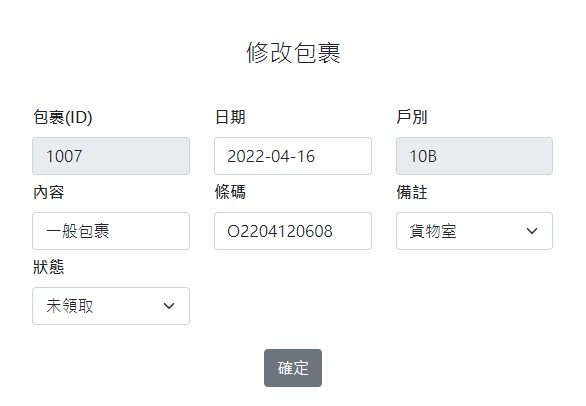 修改包裹
包裹(ID) 日期 戶別
1007 2022-04-16 10B
內容 條碼 備註
一般包裹 O2204120608 貨物室
狀態
未領取
確定